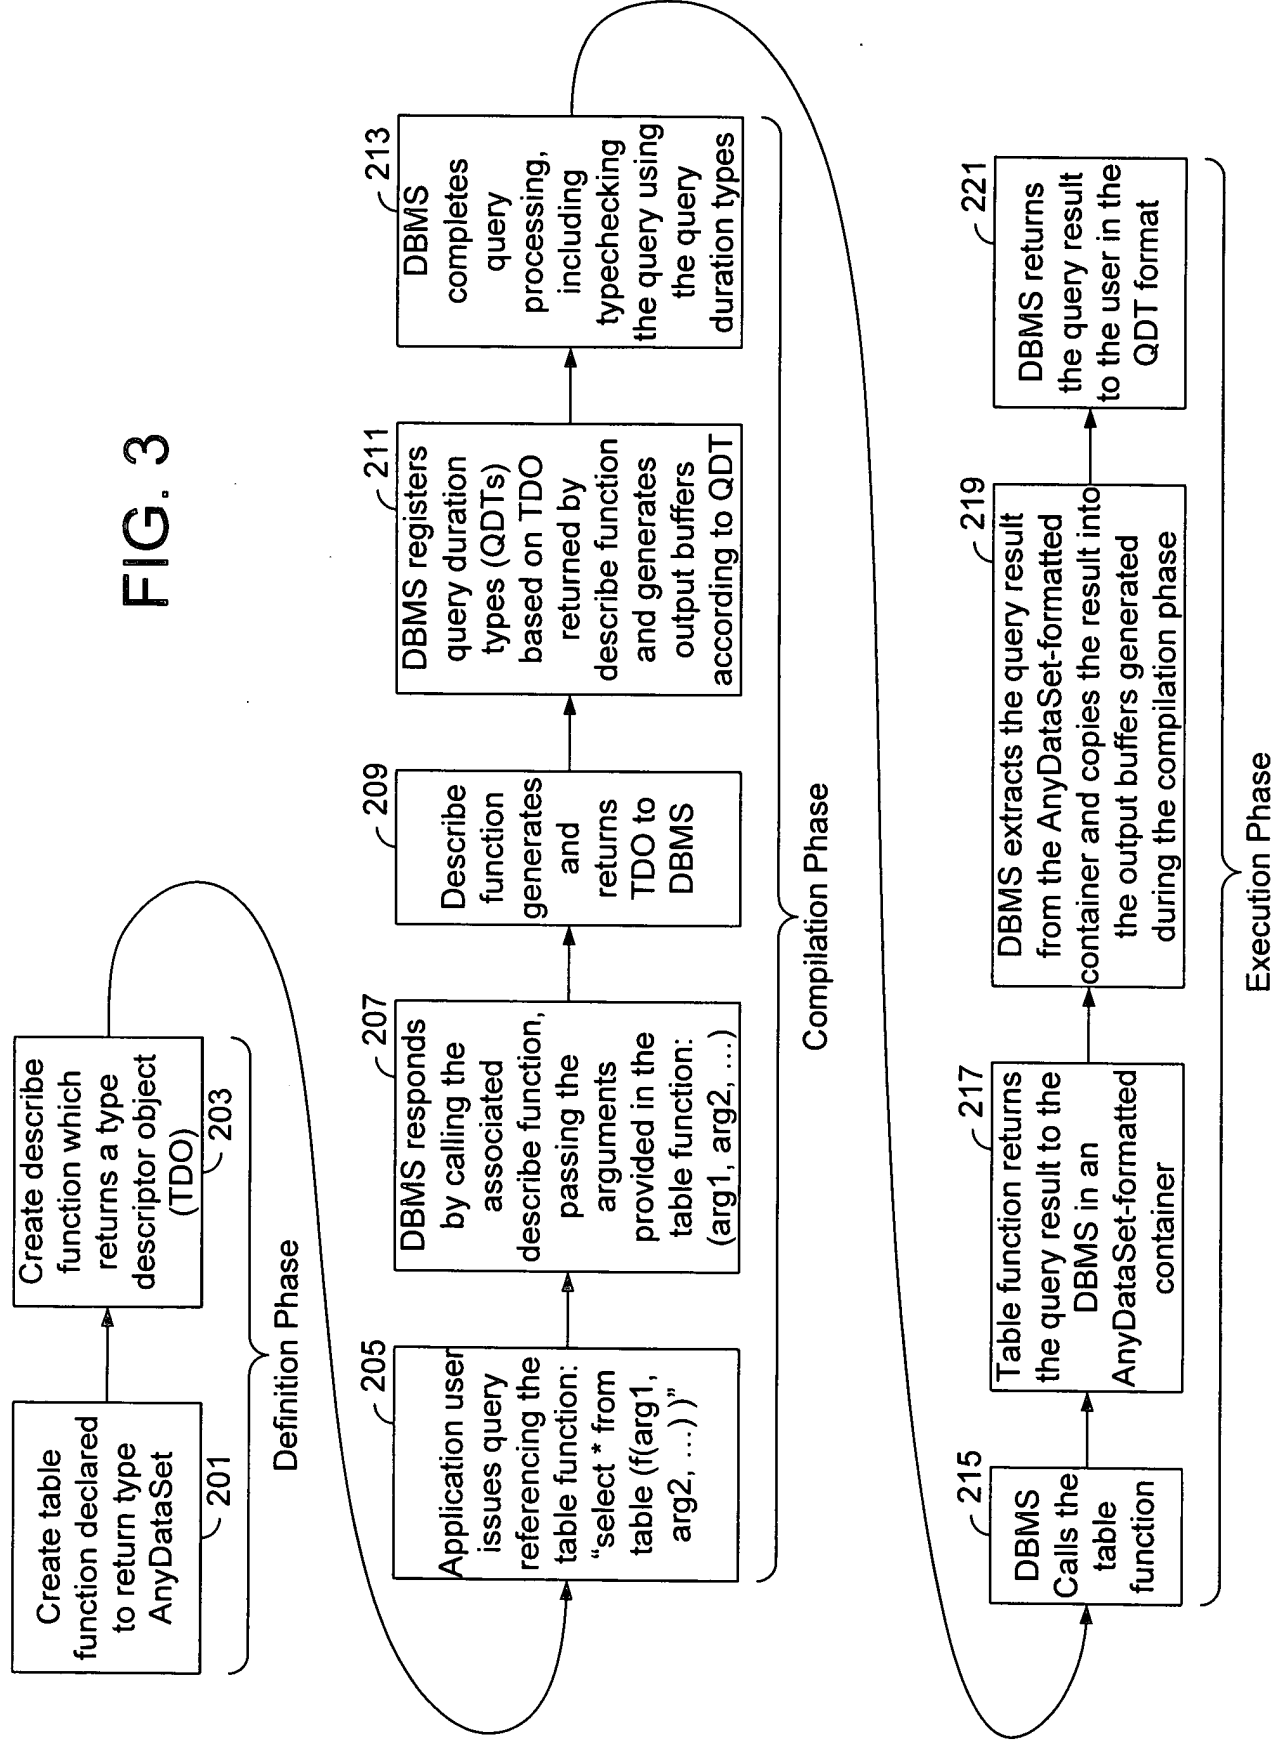 FIG. 3
Create table
function declared
to return type
AnyDataSet
201
Create describe
function which
returns a type
descriptor object
(TDO)
203
Definition Phase
205
Application user
issues query
referencing the
table function:
“select * from
table (f(arg1,
arg2, …) )”
207
DBMS responds
by calling the
associated
describe function,
passing the
arguments
provided in the
table function:
(arg1, arg2, …)
209
Describe
function
generates
and
returns
TDO to
DBMS
211
DBMS registers
query duration
types (QDTs)
based on TDO
returned by
describe function
and generates
output buffers
according to QDT
213
DBMS
completes
query
processing,
including
typechecking
the query using
the query
duration types
Compilation Phase
215
DBMS
Calls the
table
function
217
Table function returns
the query result to the
DBMS in an
AnyDataSet-formatted
container
219
DBMS extracts the query result
from the AnyDataSet-formatted
container and copies the result into
the output buffers generated
during the compilation phase
221
DBMS returns
the query result
to the user in the
QDT format
Execution Phase